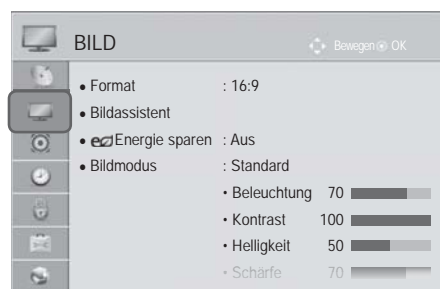 BILD
Bewegen OK
• Format : 16:9
• Bildassistent
• eco Energie sparen : Aus
• Bildmodus : Standard
• Beleuchtung 70
• Kontrast 100
• Helligkeit 50
• Schärfe 70